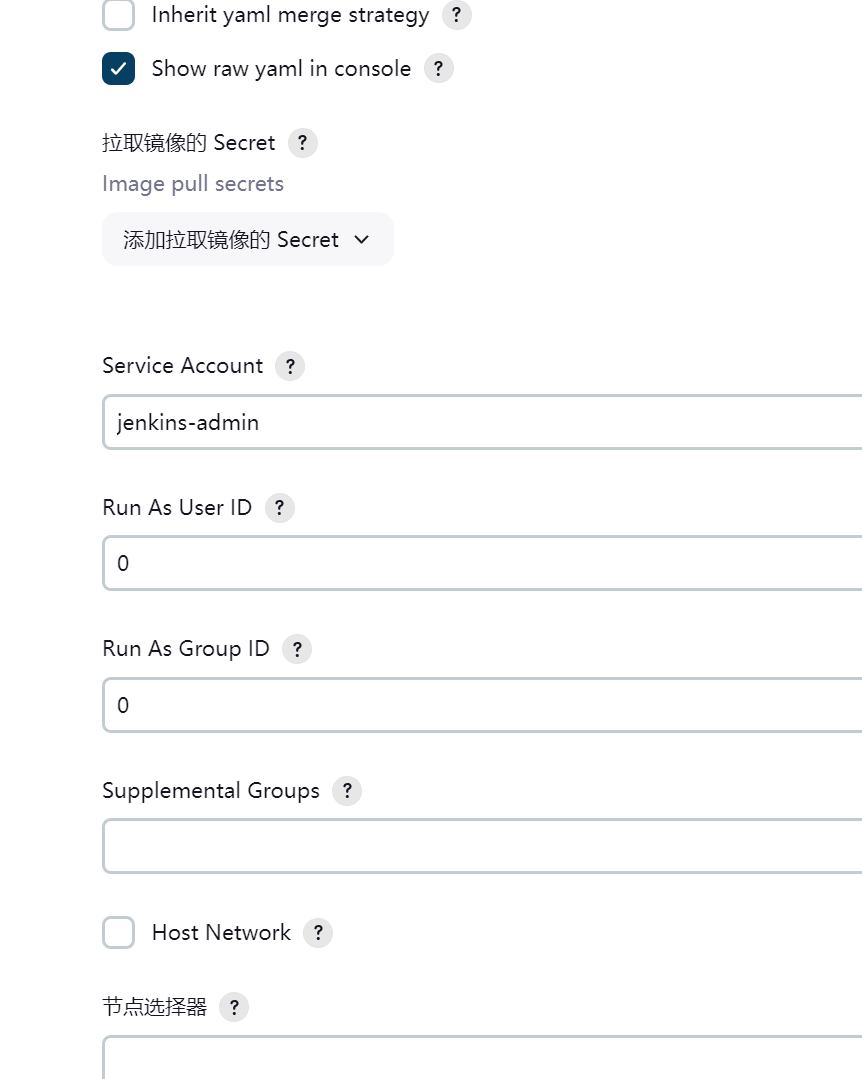 Inherit yaml merge strategy ?
Show raw yaml in console ?
拉取镜像的 Secret ?
Image pull secrets
添加拉取镜像的 Secret
Service Account ?
jenkins-admin
Run As User ID ?
0
Run As Group ID ?
0
Supplemental Groups ?
Host Network ?
节点选择器 ?